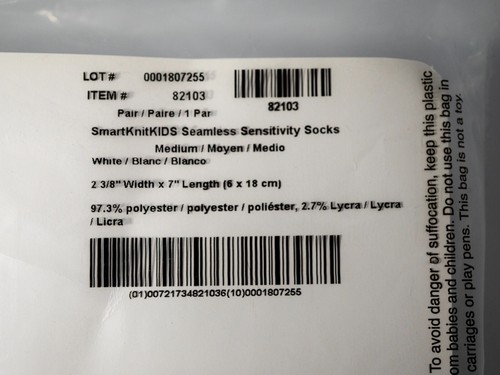 LOT # 0001807255
ITEM # 82103
82103
Pair / Paire / 1 Par
SmartKnitKIDS Seamless Sensitivity Socks
Medium / Moyen / Medio
White / Blanc / Blanco
2 3/8" Width x 7" Length (6 x 18 cm)
97.3% polyester / polyester / poliéster, 2.7% Lycra / Lycra
/ Licra
(01)00721734821036(10)0001807255
To avoid danger of suffocation, keep this plastic
om babies and children. Do not use this bag in
carriages or play pens. This bag is not a toy.